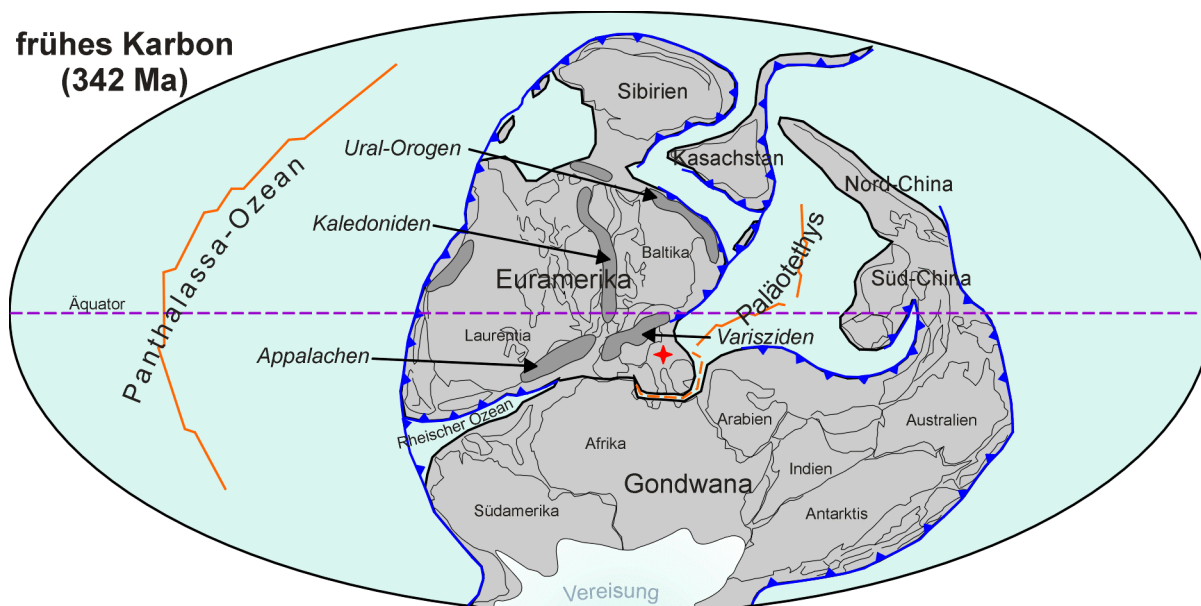 frühes Karbon
(342 Ma)
Sibirien
Ural-Orogen
Kasachstan
Nord-China
Panthalassa-Ozean
Kaledoniden
Baltika
Paläotethys
Euramerika
Süd-China
Äquator
Laurentia
Varisziden
Appalachen
Rheischer Ozean
Afrika
Arabien
Australien
Indien
Gondwana
Südamerika
Antarktis
Vereisung